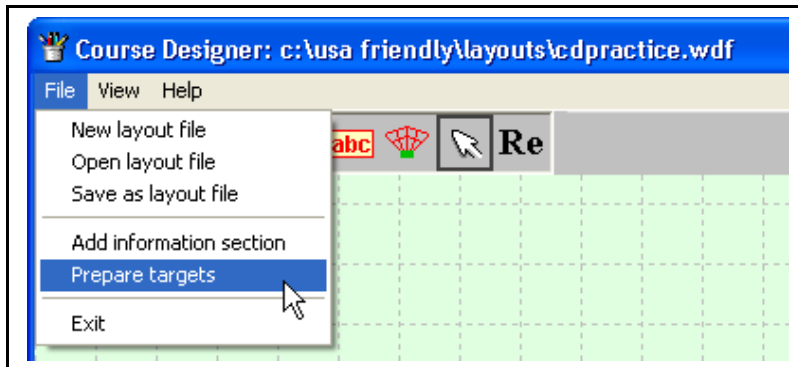 Course Designer: c:\usa friendly\layouts\cdpractice.wdf
File View Help
abc Re
New layout file
Open layout file
Save as layout file
Add information section
Prepare targets
Exit